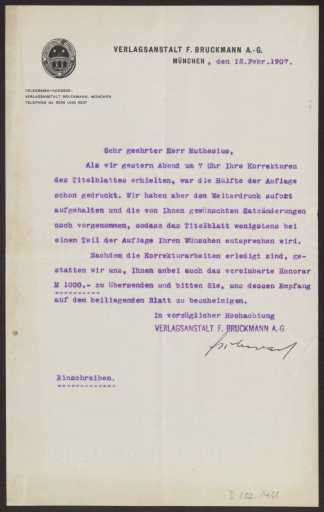 VERLAGSANSTALT F. BRUCKMANN A.-G.
MÜNCHEN, den 15.Febr.1907.
TELEGRAMM-ADRESSE:
VERLAGSANSTALT BRUCKMANN, MÜNCHEN
Sehr geehrter Herr Muthesius,
Als wir gestern Abend um 7 Uhr Ihre Korrekturen
des Titelblattes erhielten, war die Hälfte der Auflage
schon gedruckt. Wir haben aber den Weiterdruck sofort
aufgehalten und die von Ihnen gewünschten Satzänderungen
noch vorgenommen, sodass das Titelblatt wenigstens bei
einem Teil der Auflage Ihren Wünschen entsprechen wird.
Nachdem die Korrekturarbeiten erledigt sind, ge-
statten wir uns, Ihnen anbei auch das vereinbarte Honorar
M 1000.- zu übersenden und bitten Sie, uns dessen Empfang
auf dem beiliegenden Blatt zu bescheinigen.
In vorzüglicher Hochachtung
VERLAGSANSTALT F. BRUCKMANN A.-G.
Einschreiben.